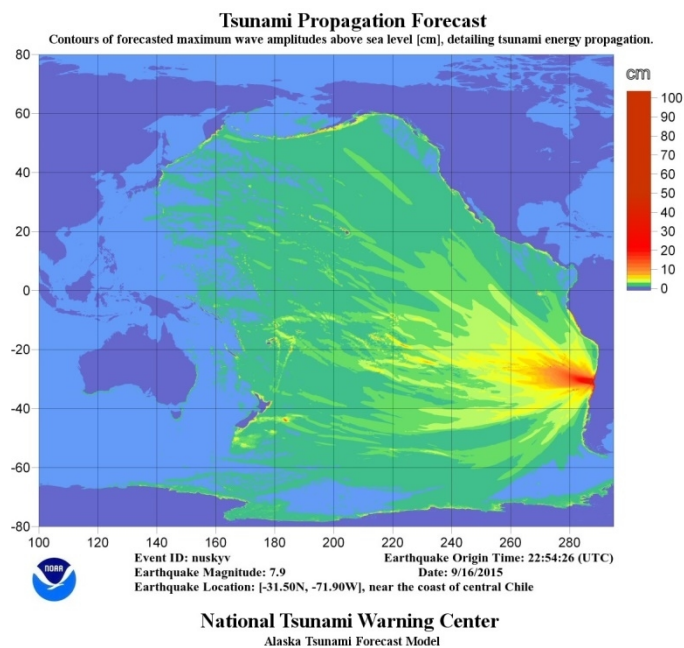 Tsunami Propagation Forecast
Contours of forecasted maximum wave amplitudes above sea level [cm], detailing tsunami energy propagation.
80
60
40
20
0
-20
-40
-60
-80
100 120 140 160 180 200 220 240 260 280
cm
100
90
80
70
60
50
40
30
20
10
0
NOAA
Event ID: nuskyv
Earthquake Origin Time: 22:54:26 (UTC)
Earthquake Magnitude: 7.9
Date: 9/16/2015
Earthquake Location: [-31.50N, -71.90W], near the coast of central Chile
National Tsunami Warning Center
Alaska Tsunami Forecast Model